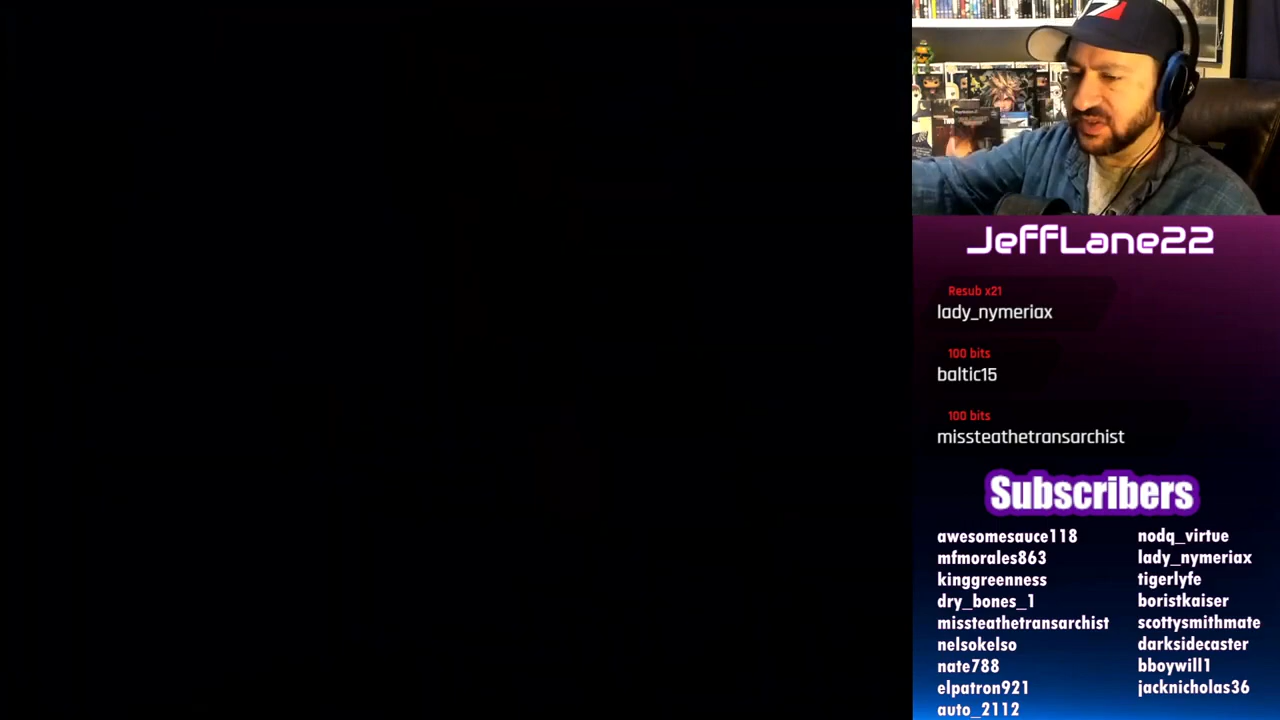 JeffLane22
Resub x21
lady_nymeriax
100 bits
baltic15
100 bits
missteathetransarchist
Subscribers
awesomesauce118
mfmorales863
kinggreenness
dry_bones_1
missteathetransarchist
nelsokelso
nate788
elpatron921
auto_2112
nodq_virtue
lady_nymeriax
tigerlyfe
boristkaiser
scottysmithmate
darksidecaster
bboywill1
jacknicholas36